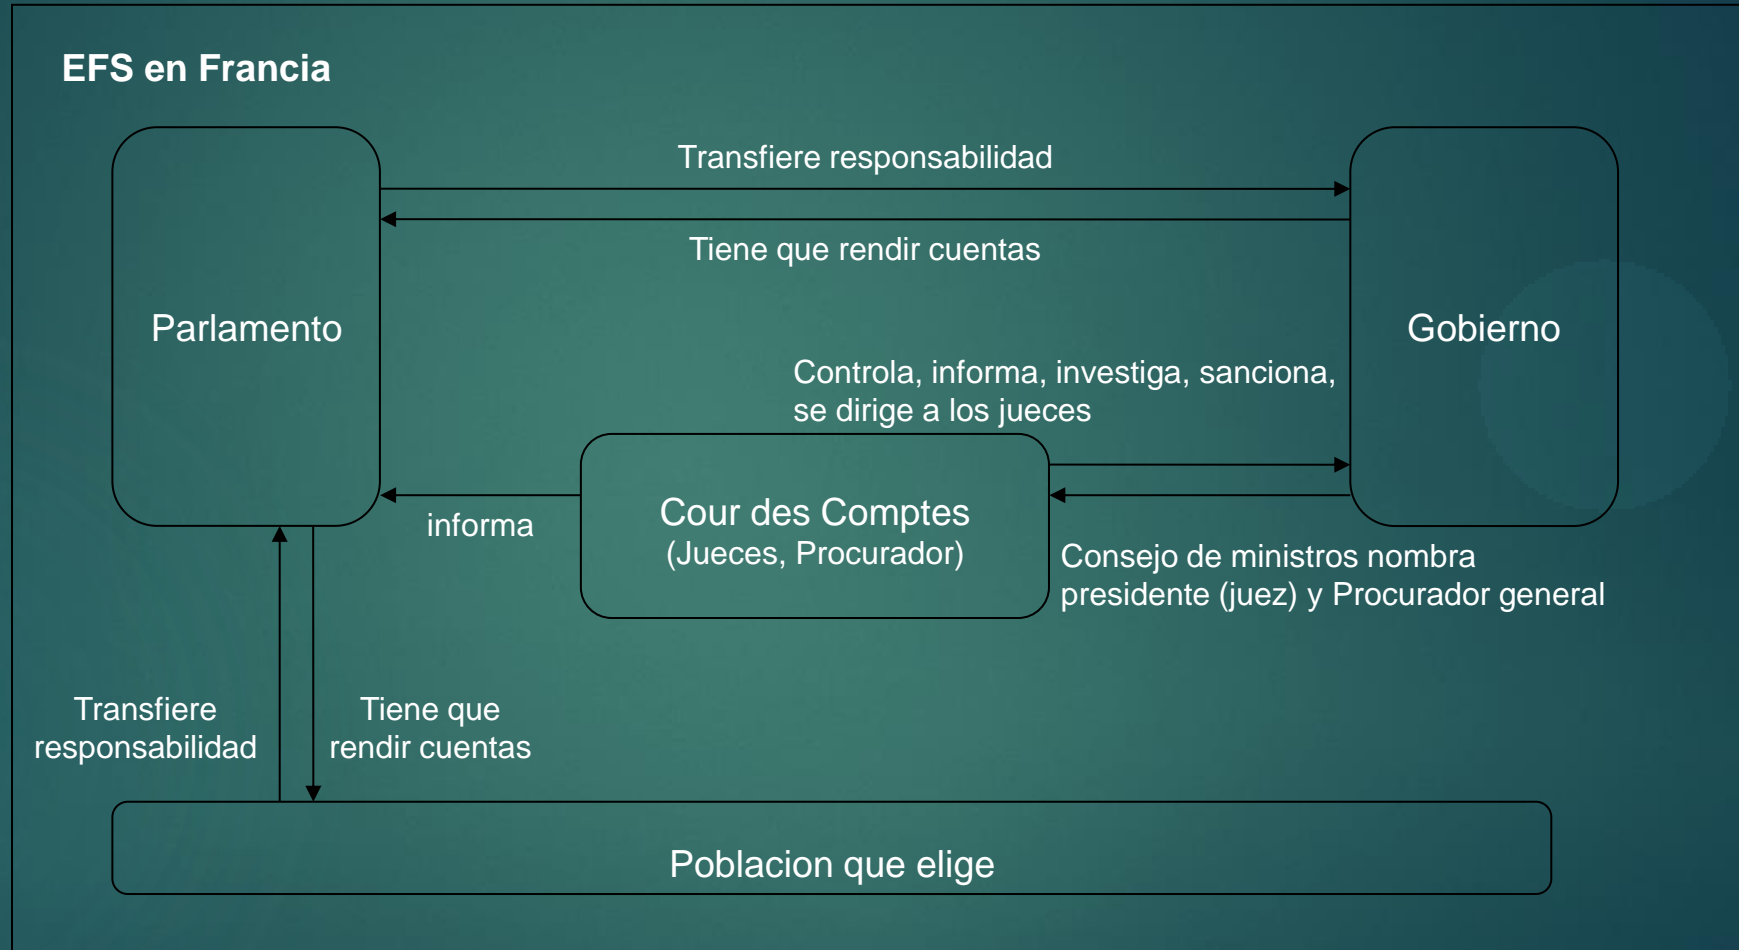 EFS en Francia
Transfiere responsabilidad
Tiene que rendir cuentas
Parlamento
Gobierno
Controla, informa, investiga, sanciona,
se dirige a los jueces
informa
Cour des Comptes
(Jueces, Procurador)
Consejo de ministros nombra
presidente (juez) y Procurador general
Transfiere
responsabilidad
Tiene que
rendir cuentas
Poblacion que elige